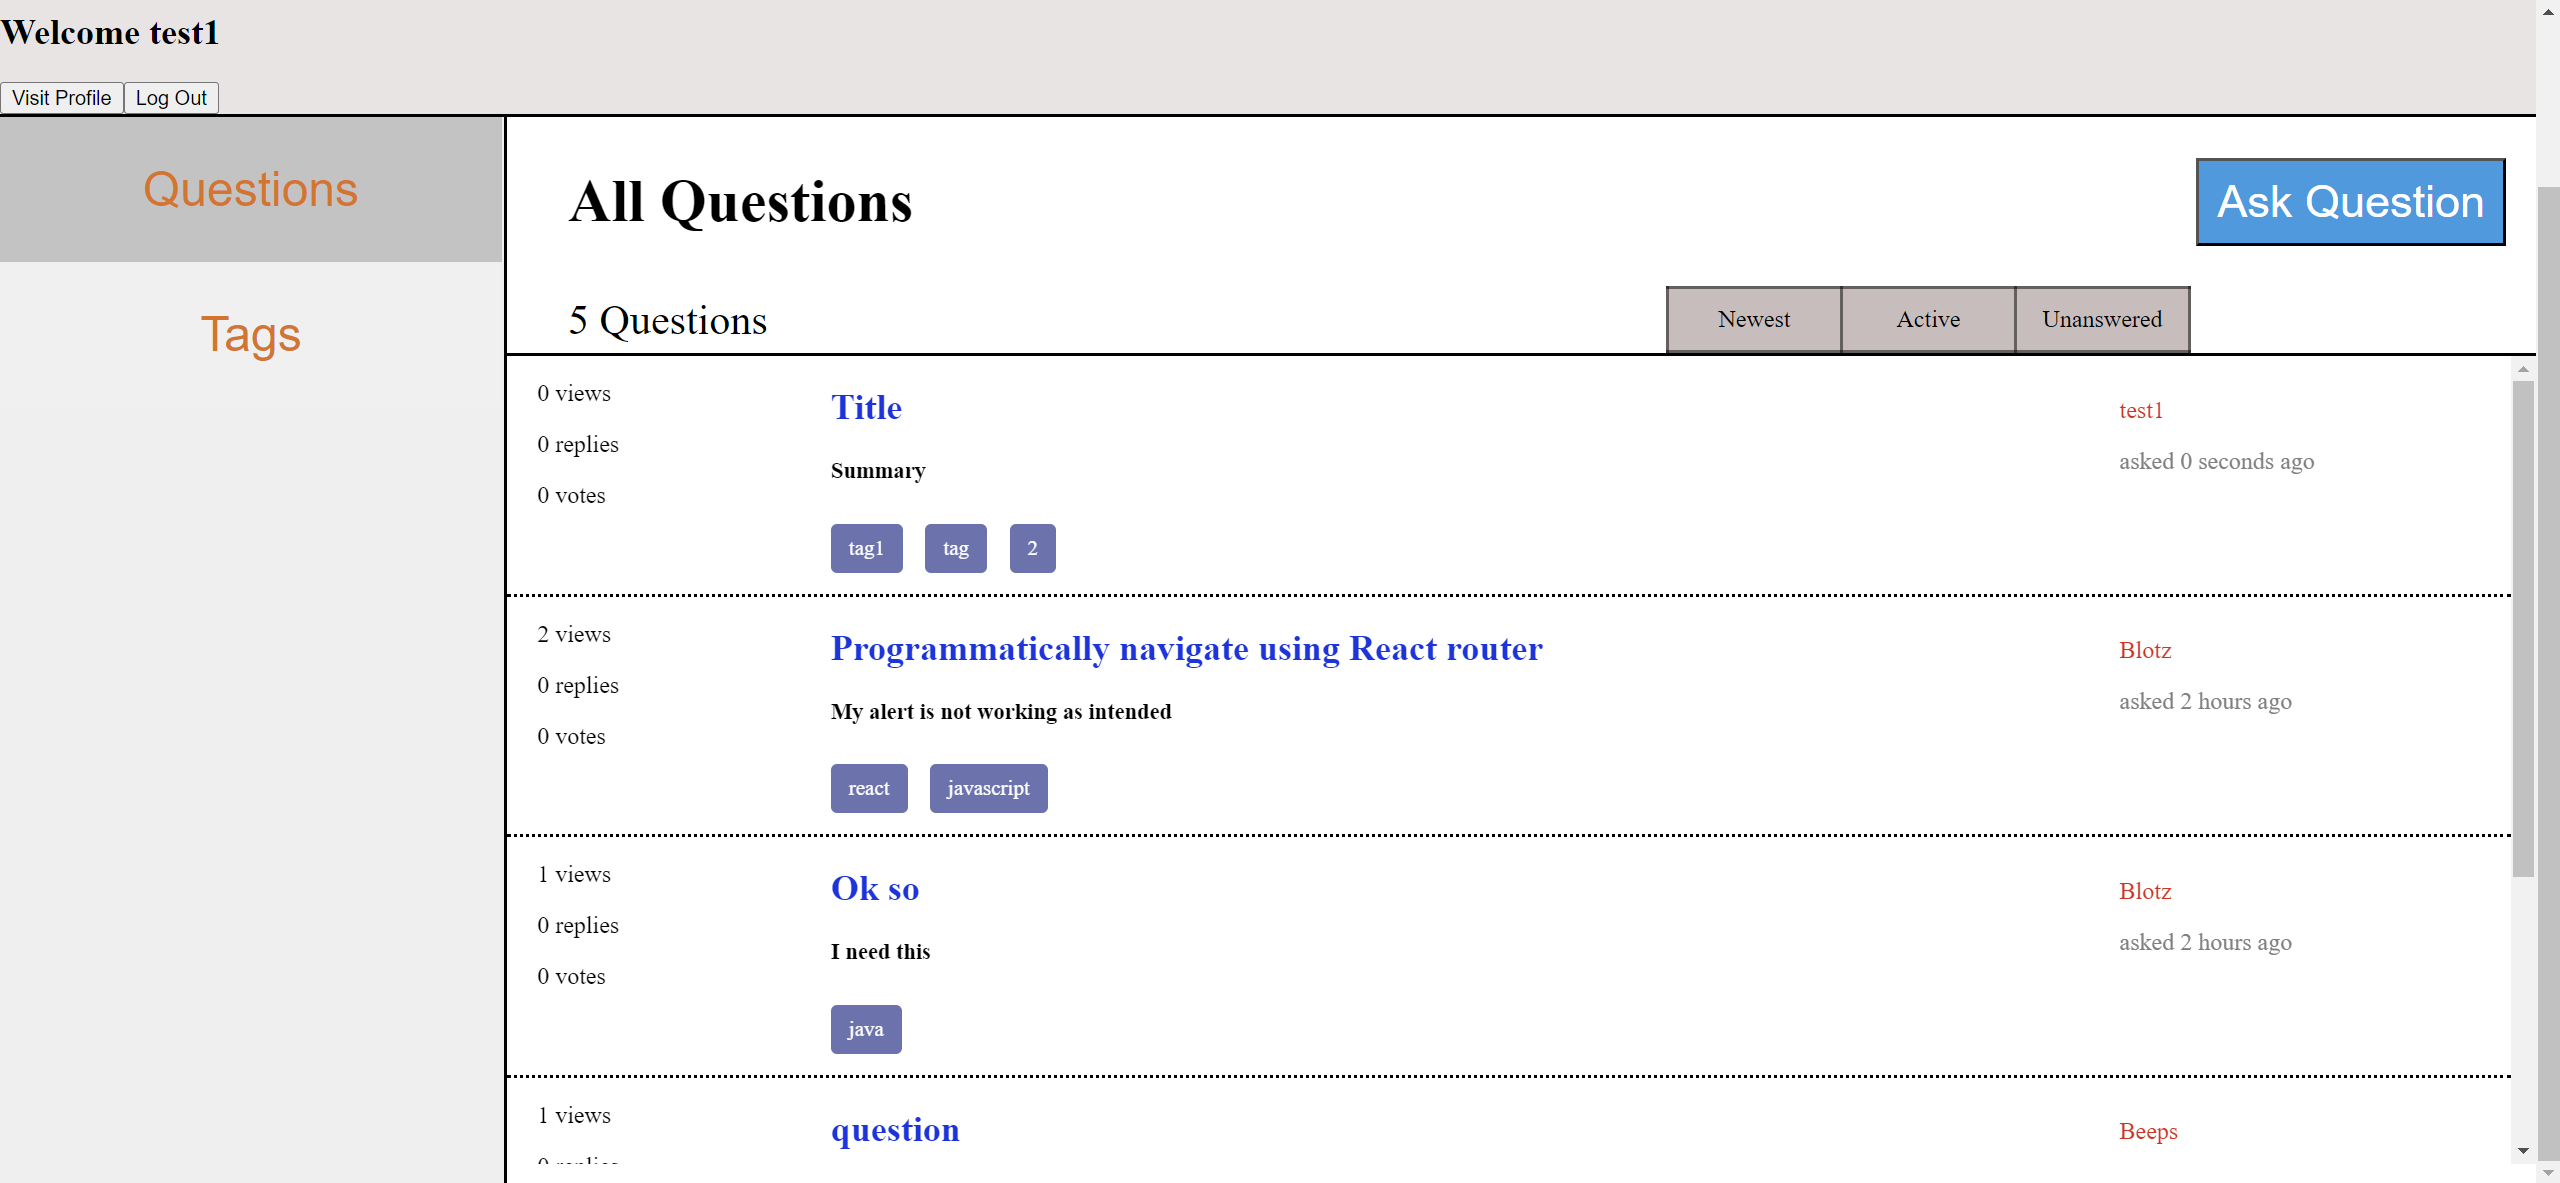 Welcome test1
Visit Profile Log Out
Questions
Tags
All Questions
Ask Question
5 Questions
Newest Active Unanswered
0 views
0 replies
0 votes
Title
Summary
tag1 tag 2
test1
asked 0 seconds ago
2 views
0 replies
0 votes
Programmatically navigate using React router
My alert is not working as intended
react javascript
Blotz
asked 2 hours ago
1 views
0 replies
0 votes
Ok so
I need this
java
Blotz
asked 2 hours ago
1 views
question
Beeps